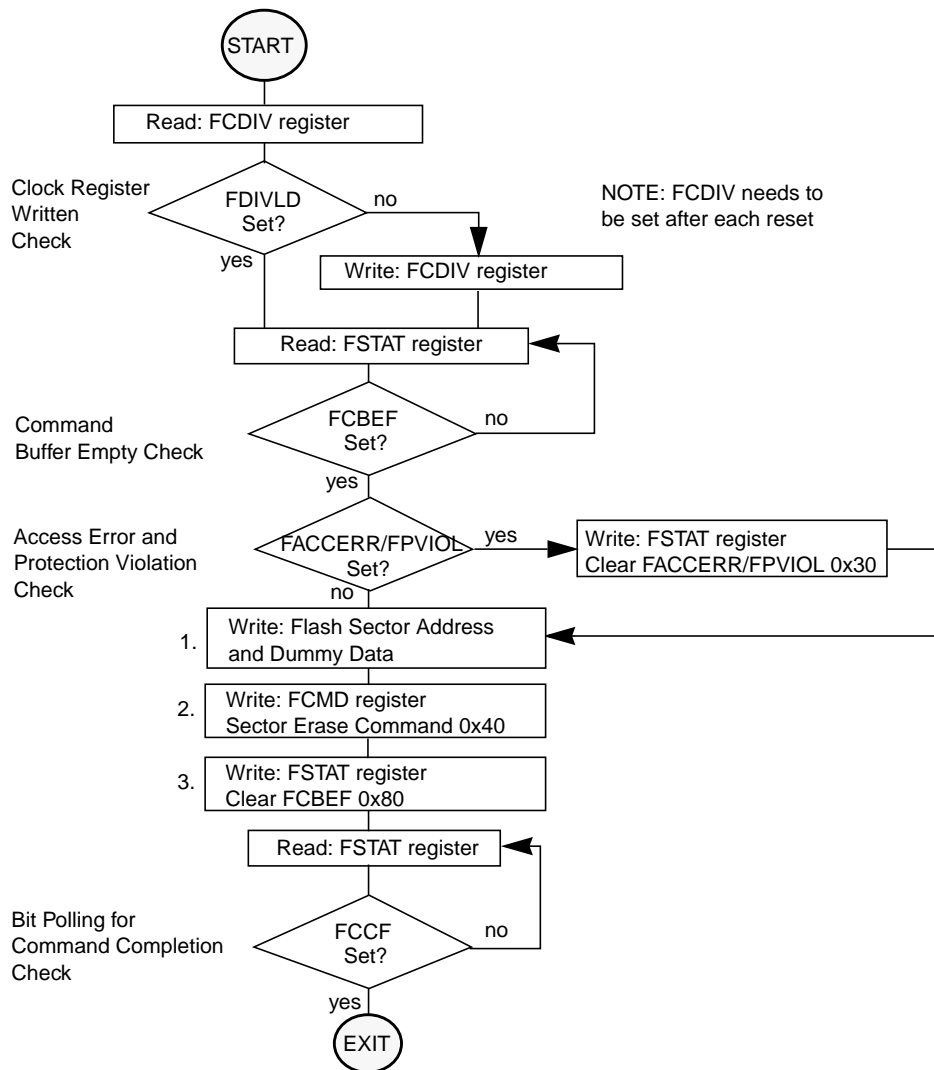 START
Read: FCDIV register
Clock Register
Written
Check
FDIVLD
Set?
no
yes
NOTE: FCDIV needs to
be set after each reset
Write: FCDIV register
Read: FSTAT register
Command
Buffer Empty Check
FCBEF
Set?
no
yes
Access Error and
Protection Violation
Check
FACCERR/FPVIOL
Set?
yes
no
Write: FSTAT register
Clear FACCERR/FPVIOL 0x30
1.
Write: Flash Sector Address
and Dummy Data
2.
Write: FCMD register
Sector Erase Command 0x40
3.
Write: FSTAT register
Clear FCBEF 0x80
Read: FSTAT register
Bit Polling for
Command Completion
Check
FCCF
Set?
no
yes
EXIT